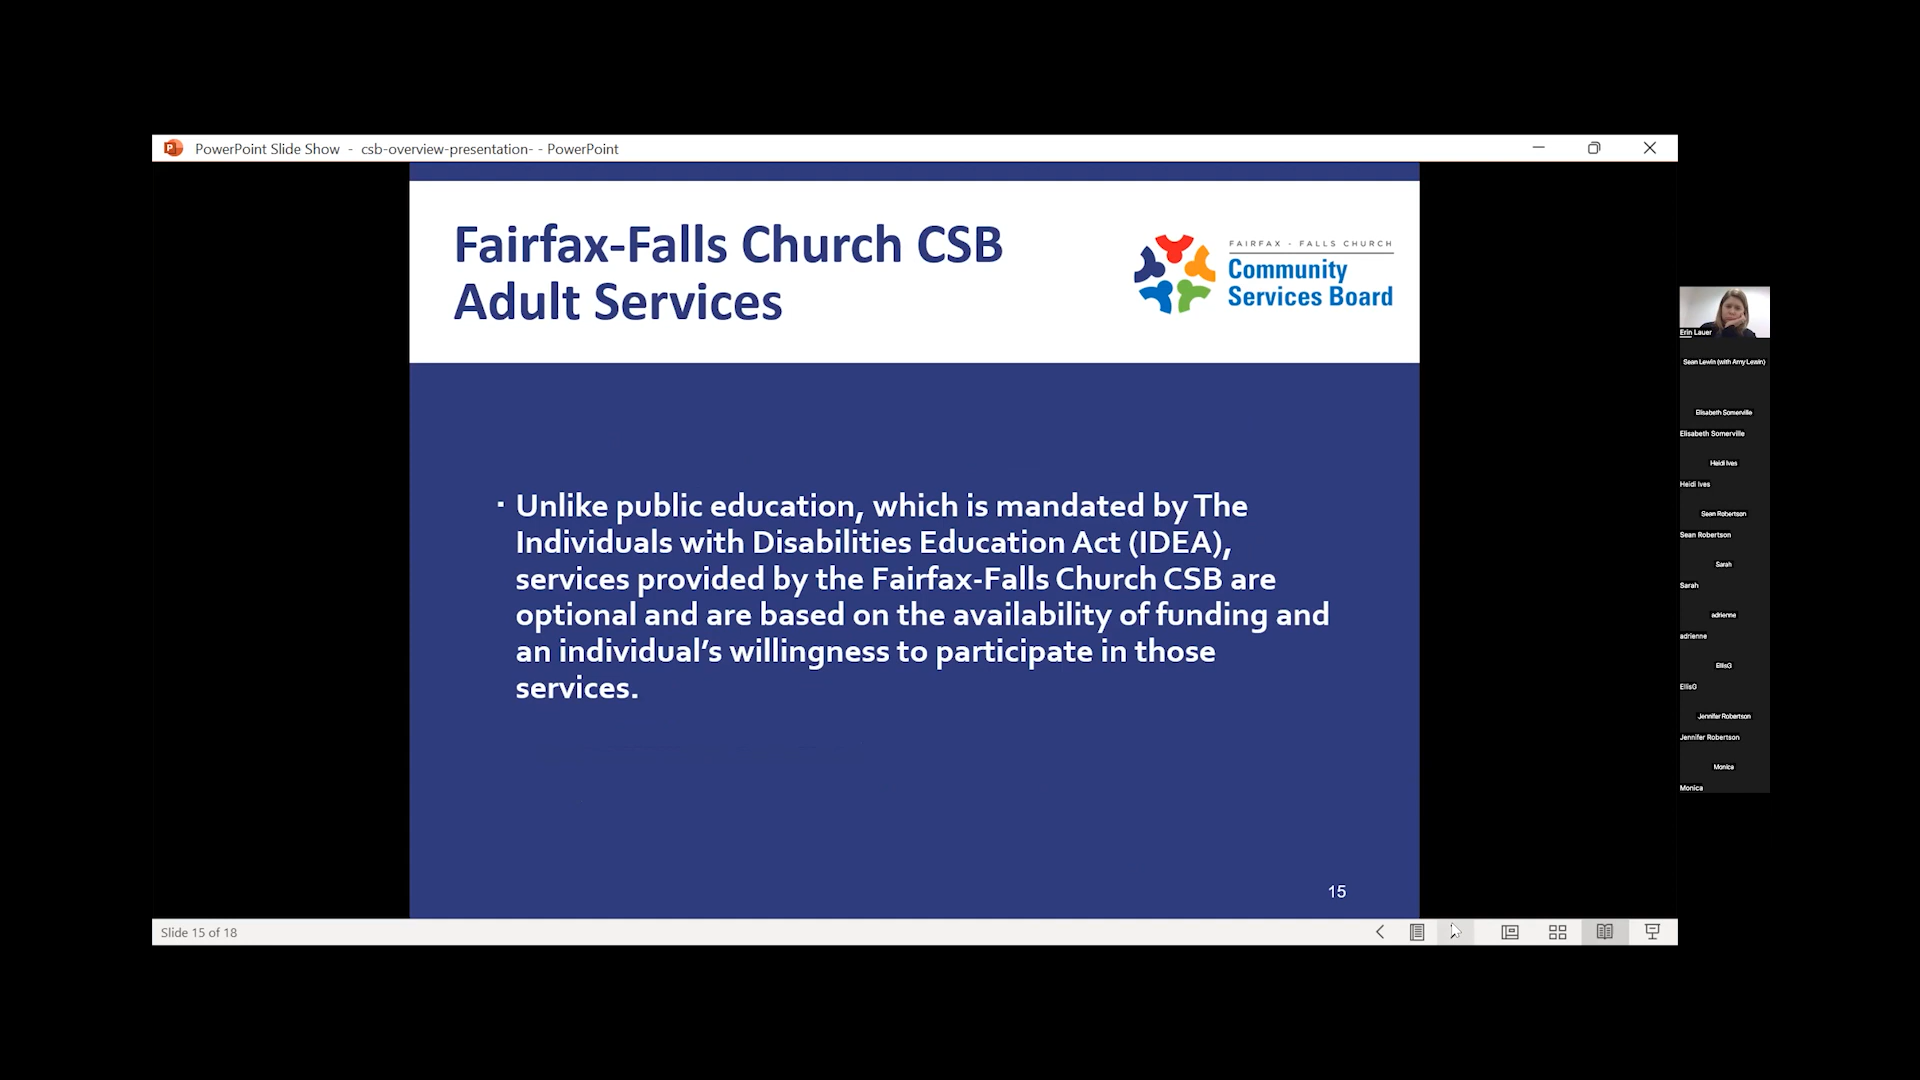 PowerPoint Slide Show - csb-overview-presentation- - PowerPoint
Fairfax-Falls Church CSB
Adult Services
FAIRFAX - FALLS CHURCH
Community
Services Board
▪ Unlike public education, which is mandated by The
Individuals with Disabilities Education Act (IDEA),
services provided by the Fairfax-Falls Church CSB are
optional and are based on the availability of funding and
an individual's willingness to participate in those
services.
15
Slide 15 of 18
Erin Lauer
Sean Lewin (with Amy Lewin)
Elisabeth Somerville
Elisabeth Somerville
Heidi Ives
Heidi Ives
Sean Robertson
Sean Robertson
Sarah
Sarah
adrienne
adrienne
EllisG
EllisG
Jennifer Robertson
Jennifer Robertson
Monica
Monica